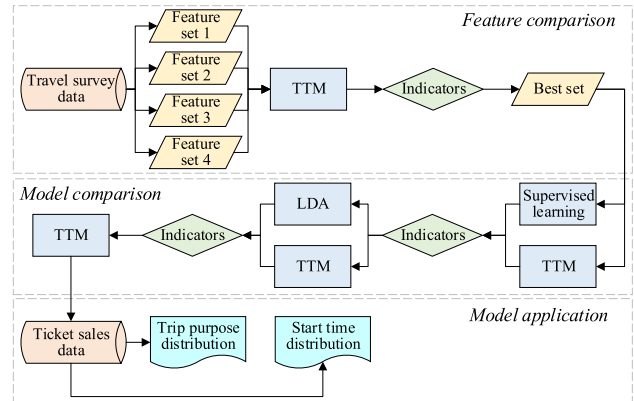 Feature comparison
Feature
set 1
Feature
set 2
Feature
set 3
Feature
set 4
Travel survey
data
TTM
Indicators
Best set
Model comparison
Supervised
learning
TTM
Indicators
LDA
TTM
Indicators
TTM
Model application
Ticket sales
data
Trip purpose
distribution
Start time
distribution